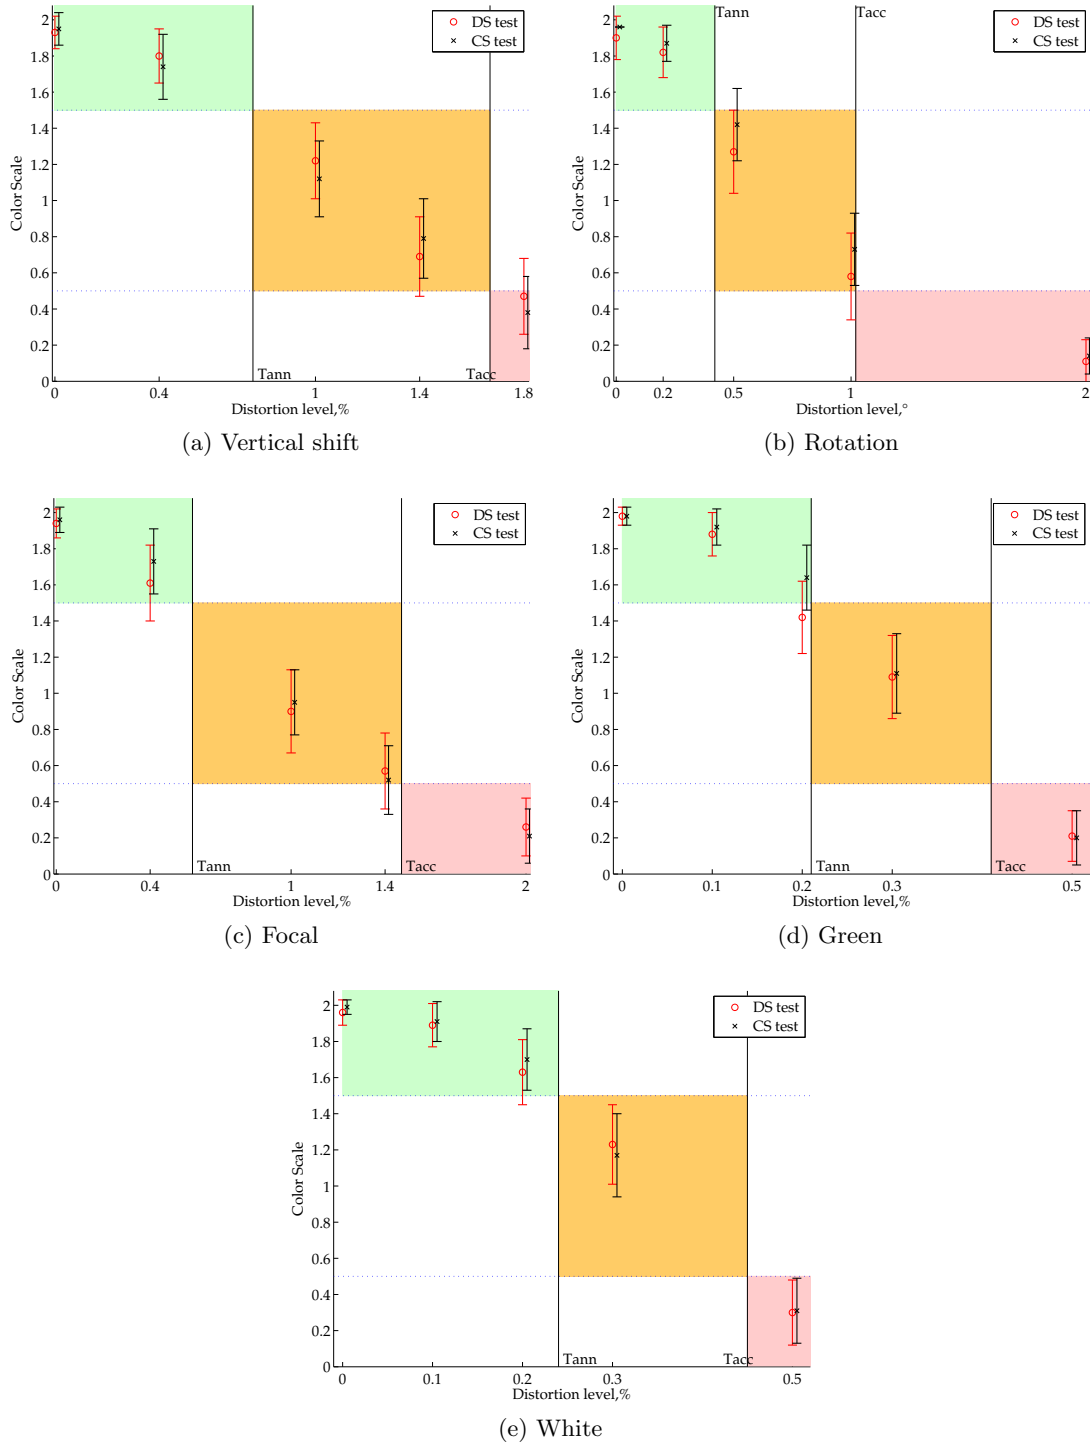 2
1.8
1.6
1.4
1.2
1
0.8
0.6
0.4
0.2
0
Color Scale
DS test
CS test
Tann
Tacc
0 0.4 1 1.4 1.8
Distortion level,%
(a) Vertical shift
2
1.8
1.6
1.4
1.2
1
0.8
0.6
0.4
0.2
0
Color Scale
Tann
Tacc
DS test
CS test
0 0.2 0.5 1 2
Distortion level,°
(b) Rotation
2
1.8
1.6
1.4
1.2
1
0.8
0.6
0.4
0.2
0
Color Scale
DS test
CS test
Tann
Tacc
0 0.4 1 1.4 2
Distortion level,%
(c) Focal
2
1.8
1.6
1.4
1.2
1
0.8
0.6
0.4
0.2
0
Color Scale
DS test
CS test
Tann
Tacc
0 0.1 0.2 0.3 0.5
Distortion level,%
(d) Green
2
1.8
1.6
1.4
1.2
1
0.8
0.6
0.4
0.2
0
Color Scale
DS test
CS test
Tann
Tacc
0 0.1 0.2 0.3 0.5
Distortion level,%
(e) White